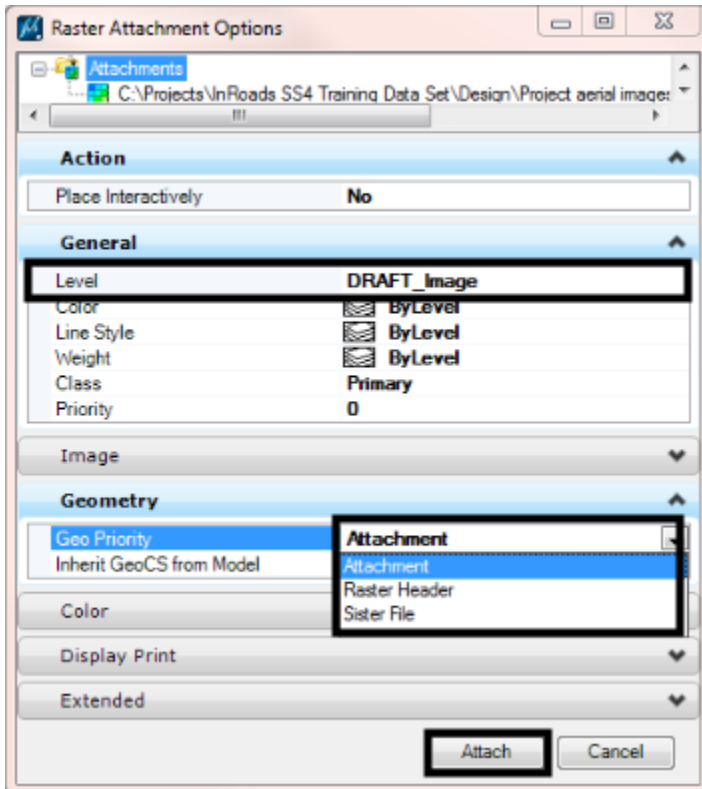 Raster Attachment Options
Attachments
C:\Projects\InRoads SS4 Training Data Set\Design\Project aerial images
Action
Place Interactively No
General
Level DRAFT_Image
Color ByLevel
Line Style ByLevel
Weight ByLevel
Class Primary
Priority 0
Image
Geometry
Geo Priority Attachment
Inherit GeoCS from Model Attachment
Raster Header
Color Sister File
Display Print
Extended
Attach Cancel